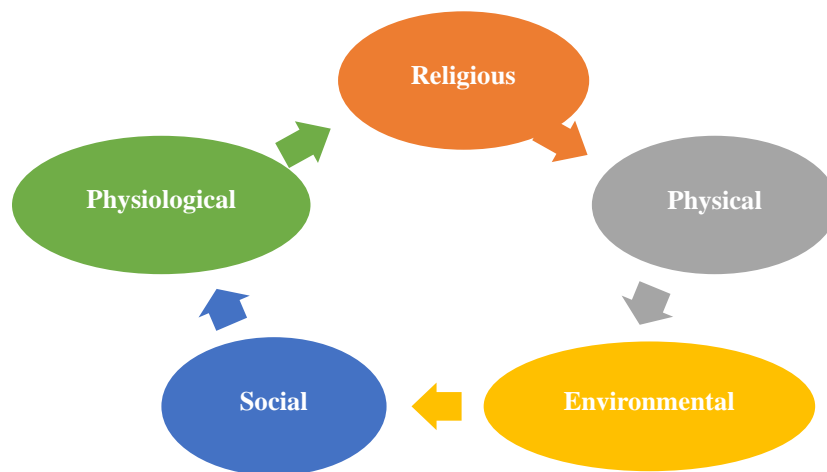 Religious
Physical
Environmental
Social
Physiological